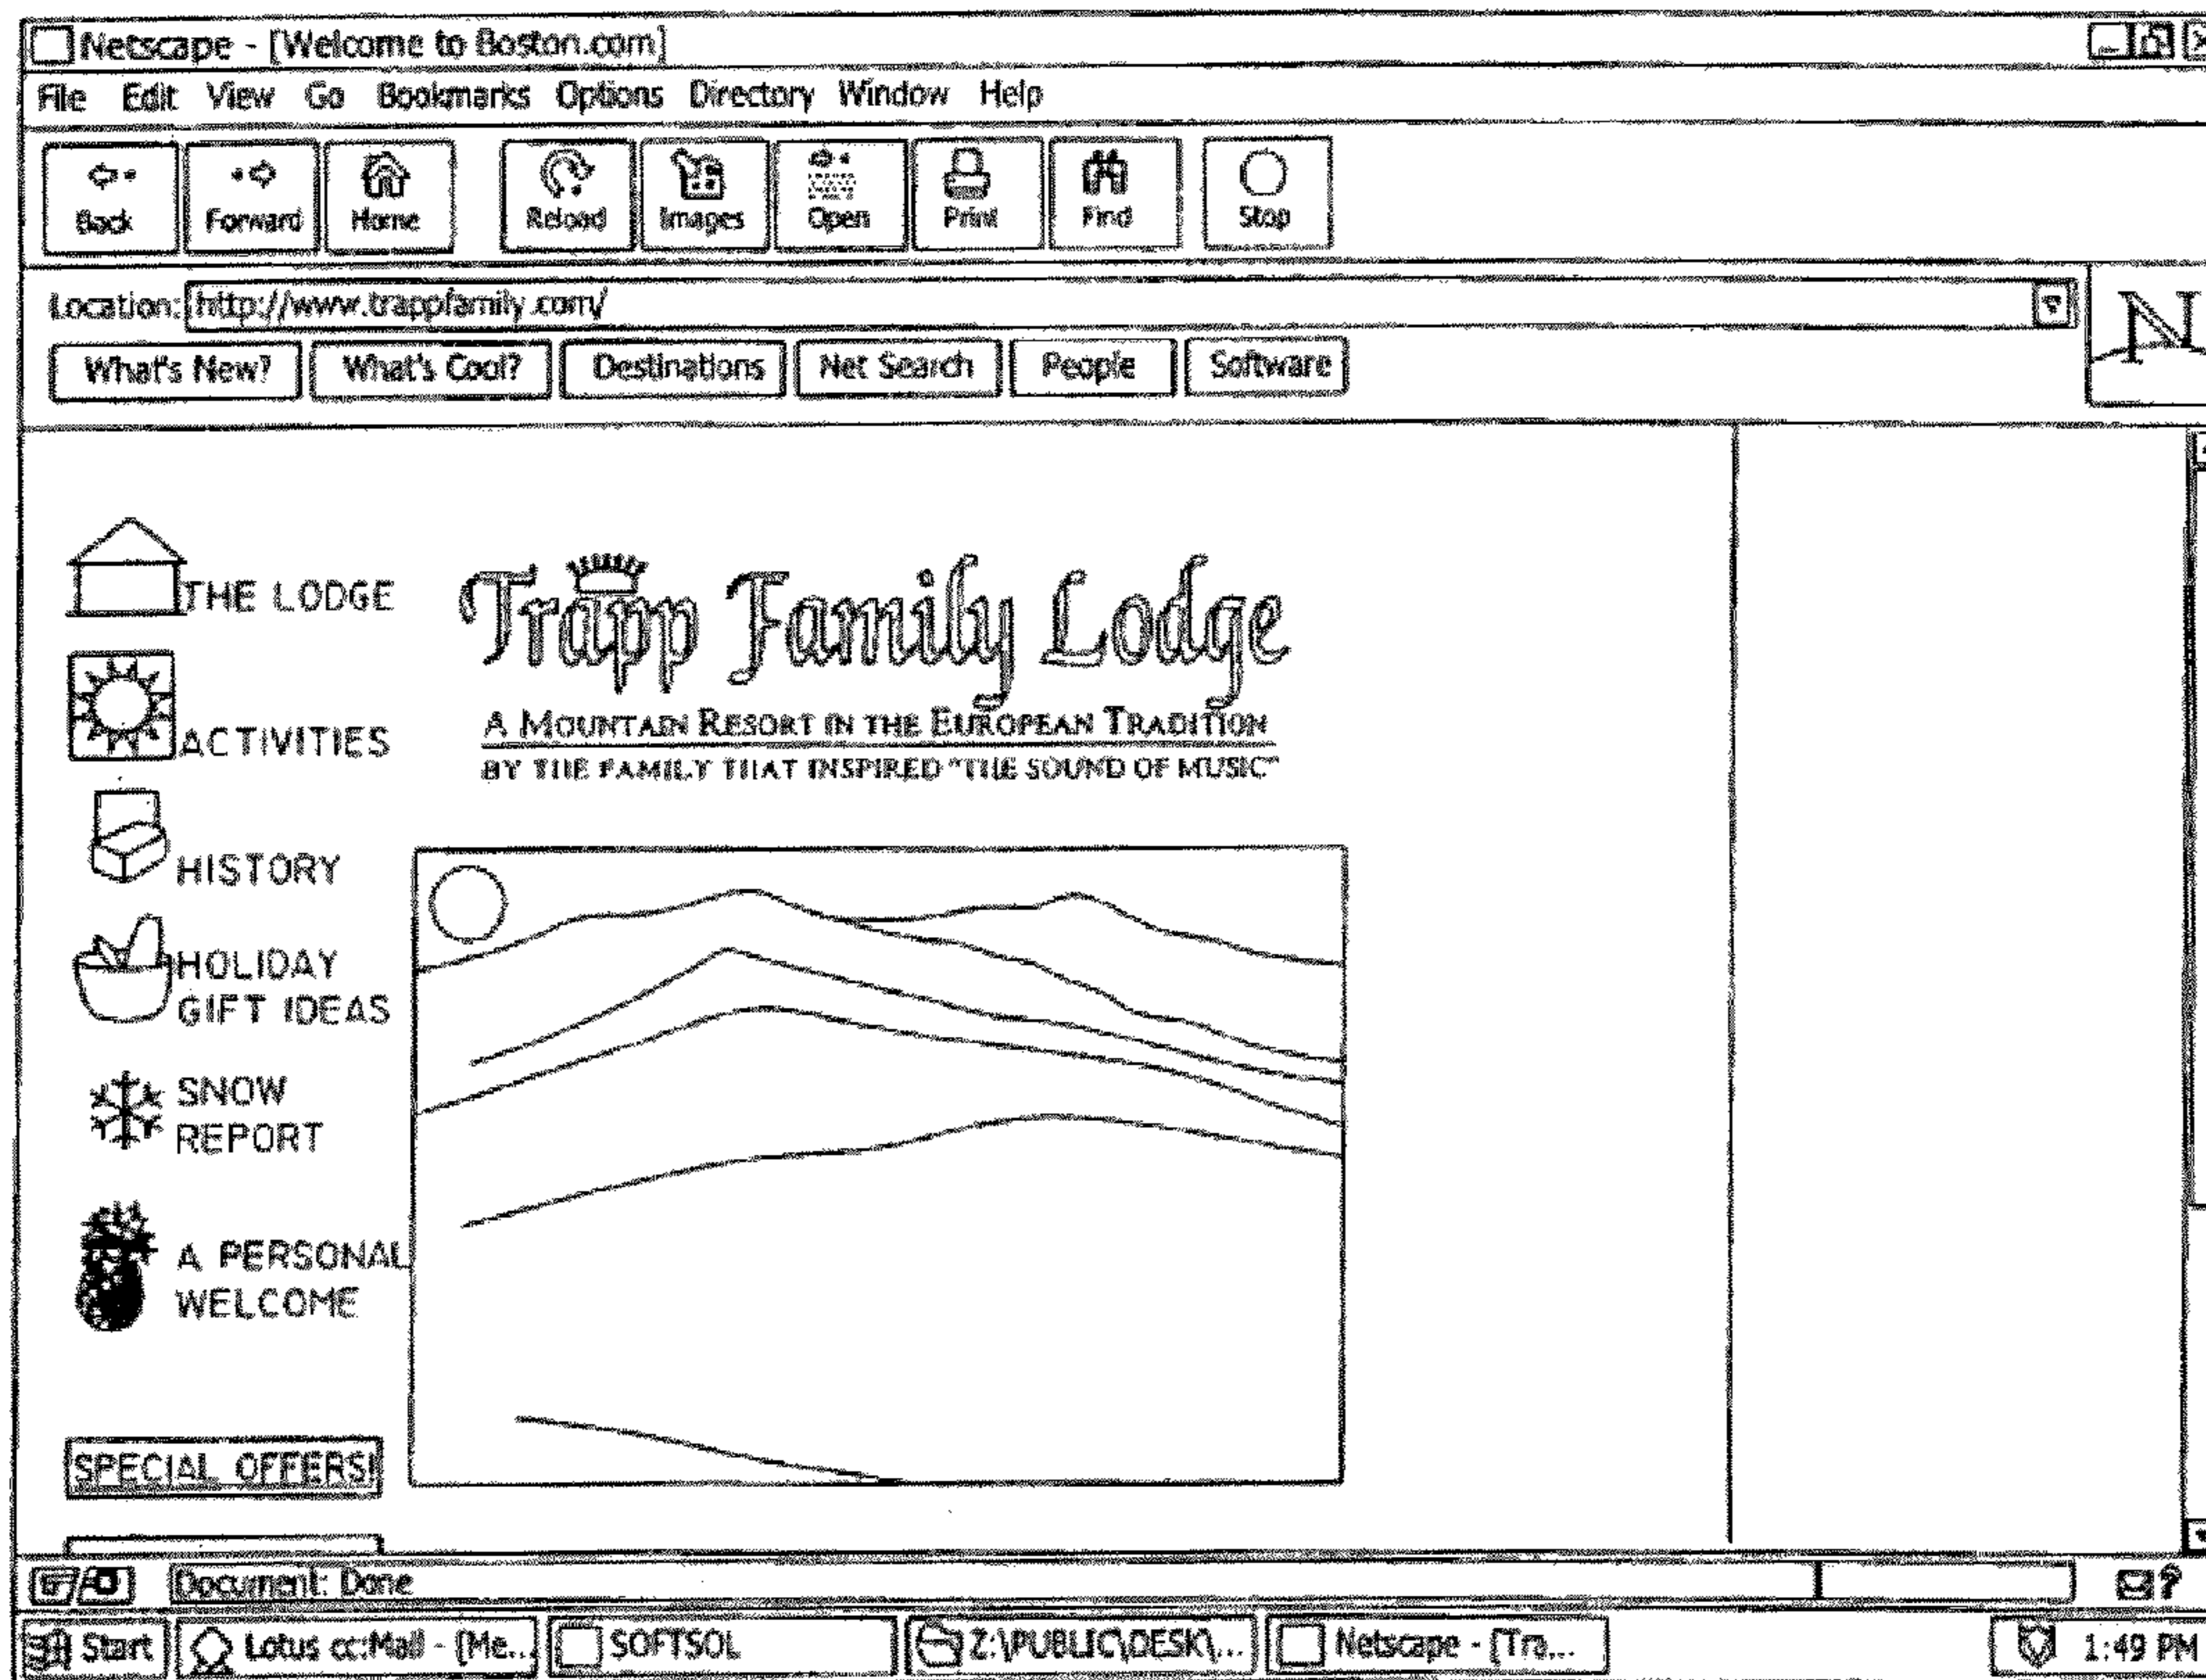 Netscape - [Welcome to Boston.com]
File Edit View Go Bookmarks Options Directory Window Help
Back Forward Home Reload Images Open Print Find Stop
Location: http://www.trappfamily.com/
N
What's New? What's Cool? Destinations Net Search People Software
THE LODGE
Trapp Family Lodge
A MOUNTAIN RESORT IN THE EUROPEAN TRADITION
BY THE FAMILY THAT INSPIRED "THE SOUND OF MUSIC"
ACTIVITIES
HISTORY
HOLIDAY
GIFT IDEAS
SNOW
REPORT
A PERSONAL
WELCOME
SPECIAL OFFERS!
Document: Done
Start Lotus cc:Mail - [Me... SOFTSOL Z:\PUBLIC\DESK\... Netscape - [Tra... 1:49 PM